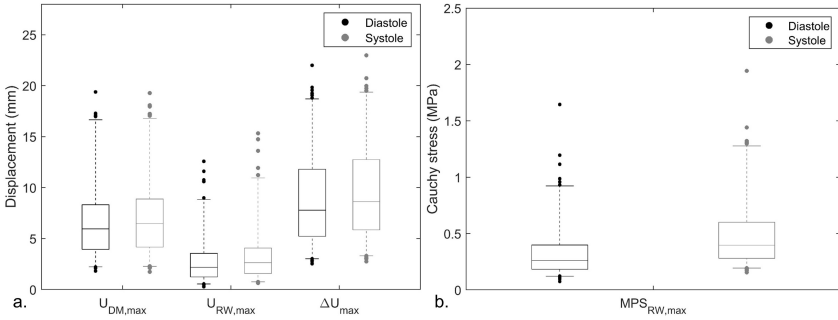 Diastole
Systole
25
20
15
10
5
0
Displacement (mm)
U_DM,max
U_RW,max
ΔU_max
a.
Diastole
Systole
2.5
2
1.5
1
0.5
0
Cauchy stress (MPa)
MPS_RW,max
b.